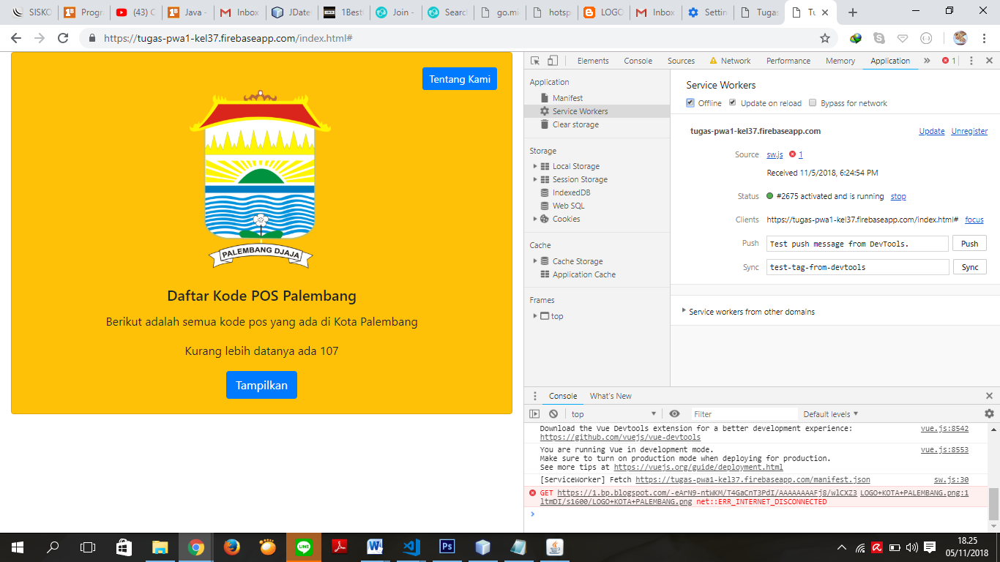 SISKO
Progra
(43) C
Java -
Inbox
JDate
1Best
Join -
Searc
go.mi
hotsp
LOGO
Inbox
Settin
Tugas
Tu
https://tugas-pwa1-kel37.firebaseapp.com/index.html#
Tentang Kami
PALEMBANG DJAJA
Daftar Kode POS Palembang
Berikut adalah semua kode pos yang ada di Kota Palembang
Kurang lebih datanya ada 107
Tampilkan
Elements Console Sources Network Performance Memory Application » 1
Application
Manifest
Service Workers
Clear storage
Storage
Local Storage
Session Storage
IndexedDB
Web SQL
Cookies
Cache
Cache Storage
Application Cache
Frames
top
Service Workers
Offline Update on reload Bypass for network
tugas-pwa1-kel37.firebaseapp.com Update Unregister
Source sw.js 1
Received 11/5/2018, 6:24:54 PM
Status #2675 activated and is running stop
Clients https://tugas-pwa1-kel37.firebaseapp.com/index.html# focus
Push Test push message from DevTools. Push
Sync test-tag-from-devtools Sync
Service workers from other domains
Console What's New
top Filter Default levels
Download the Vue Devtools extension for a better development experience: vue.js:8542
https://github.com/vuejs/vue-devtools
You are running Vue in development mode. vue.js:8553
Make sure to turn on production mode when deploying for production.
See more tips at https://vuejs.org/guide/deployment.html
[ServiceWorker] Fetch https://tugas-pwa1-kel37.firebaseapp.com/manifest.json sw.js:30
GET https://1.bp.blogspot.com/-eArN9-ntWKM/T4GaCnT3PdI/AAAAAAAAFj8/wlCXZ3 LOGO+KOTA+PALEMBANG.png:1
ltmDI/s1600/LOGO+KOTA+PALEMBANG.png net::ERR_INTERNET_DISCONNECTED
LINE
18.25
05/11/2018